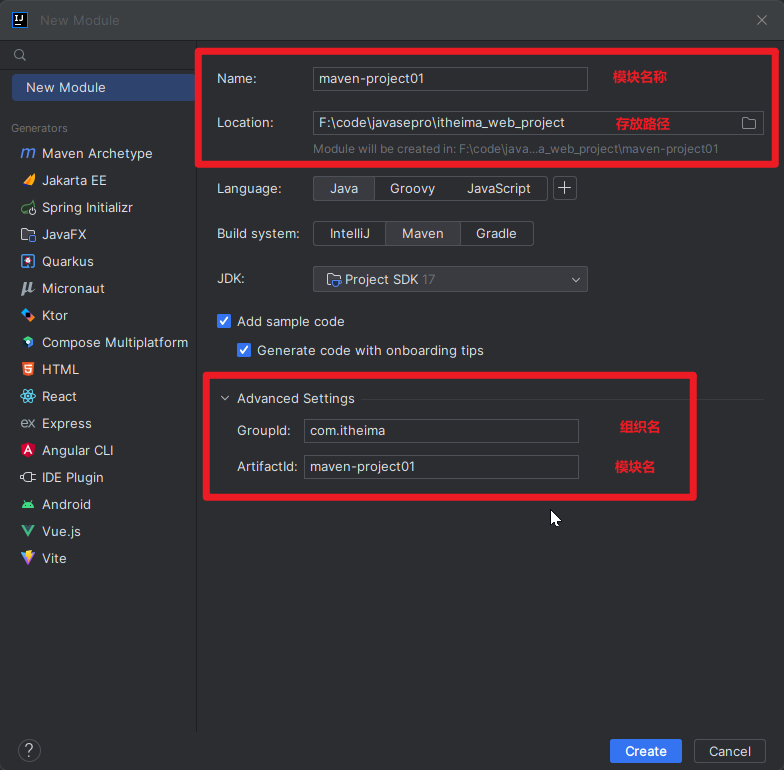 New Module
New Module
Generators
Maven Archetype
Jakarta EE
Spring Initializr
JavaFX
Quarkus
Micronaut
Ktor
Compose Multiplatform
HTML
React
Express
Angular CLI
IDE Plugin
Android
Vue.js
Vite
Name: maven-project01 模块名称
Location: F:\code\javasepro\itheima_web_project 存放路径
Module will be created in: F:\code\java...a_web_project\maven-project01
Language: Java Groovy JavaScript +
Build system: IntelliJ Maven Gradle
JDK: Project SDK 17
Add sample code
Generate code with onboarding tips
Advanced Settings
GroupId: com.itheima 组织名
ArtifactId: maven-project01 模块名
? Create Cancel